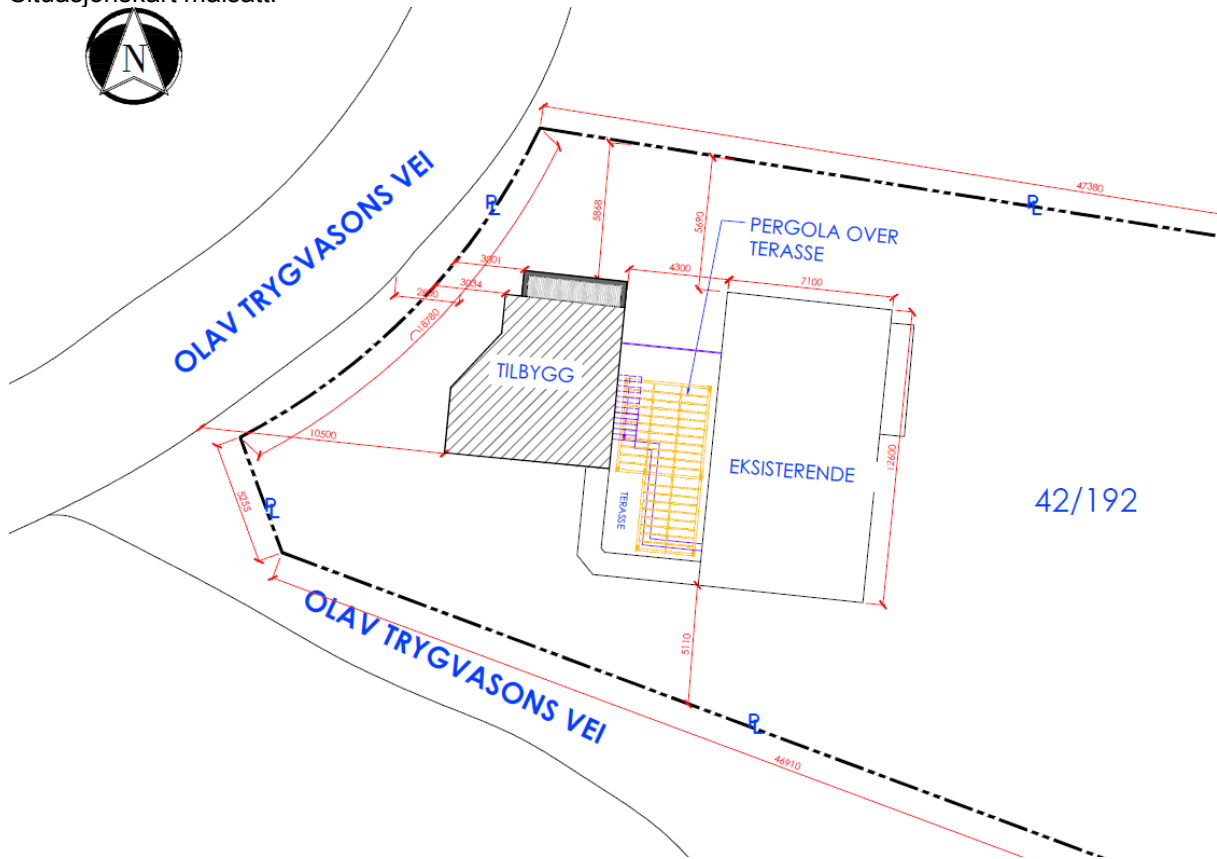 N
OLAV TRYGVASONS VEI
47380
PL
PL
5868
5690
PERGOLA OVER
TERASSE
3001
4300
7100
3034
18780
TILBYGG
10500
EKSISTERENDE
12600
42/192
5255
PL
TERASSE
OLAV TRYGVASONS VEI
5110
PL
46910